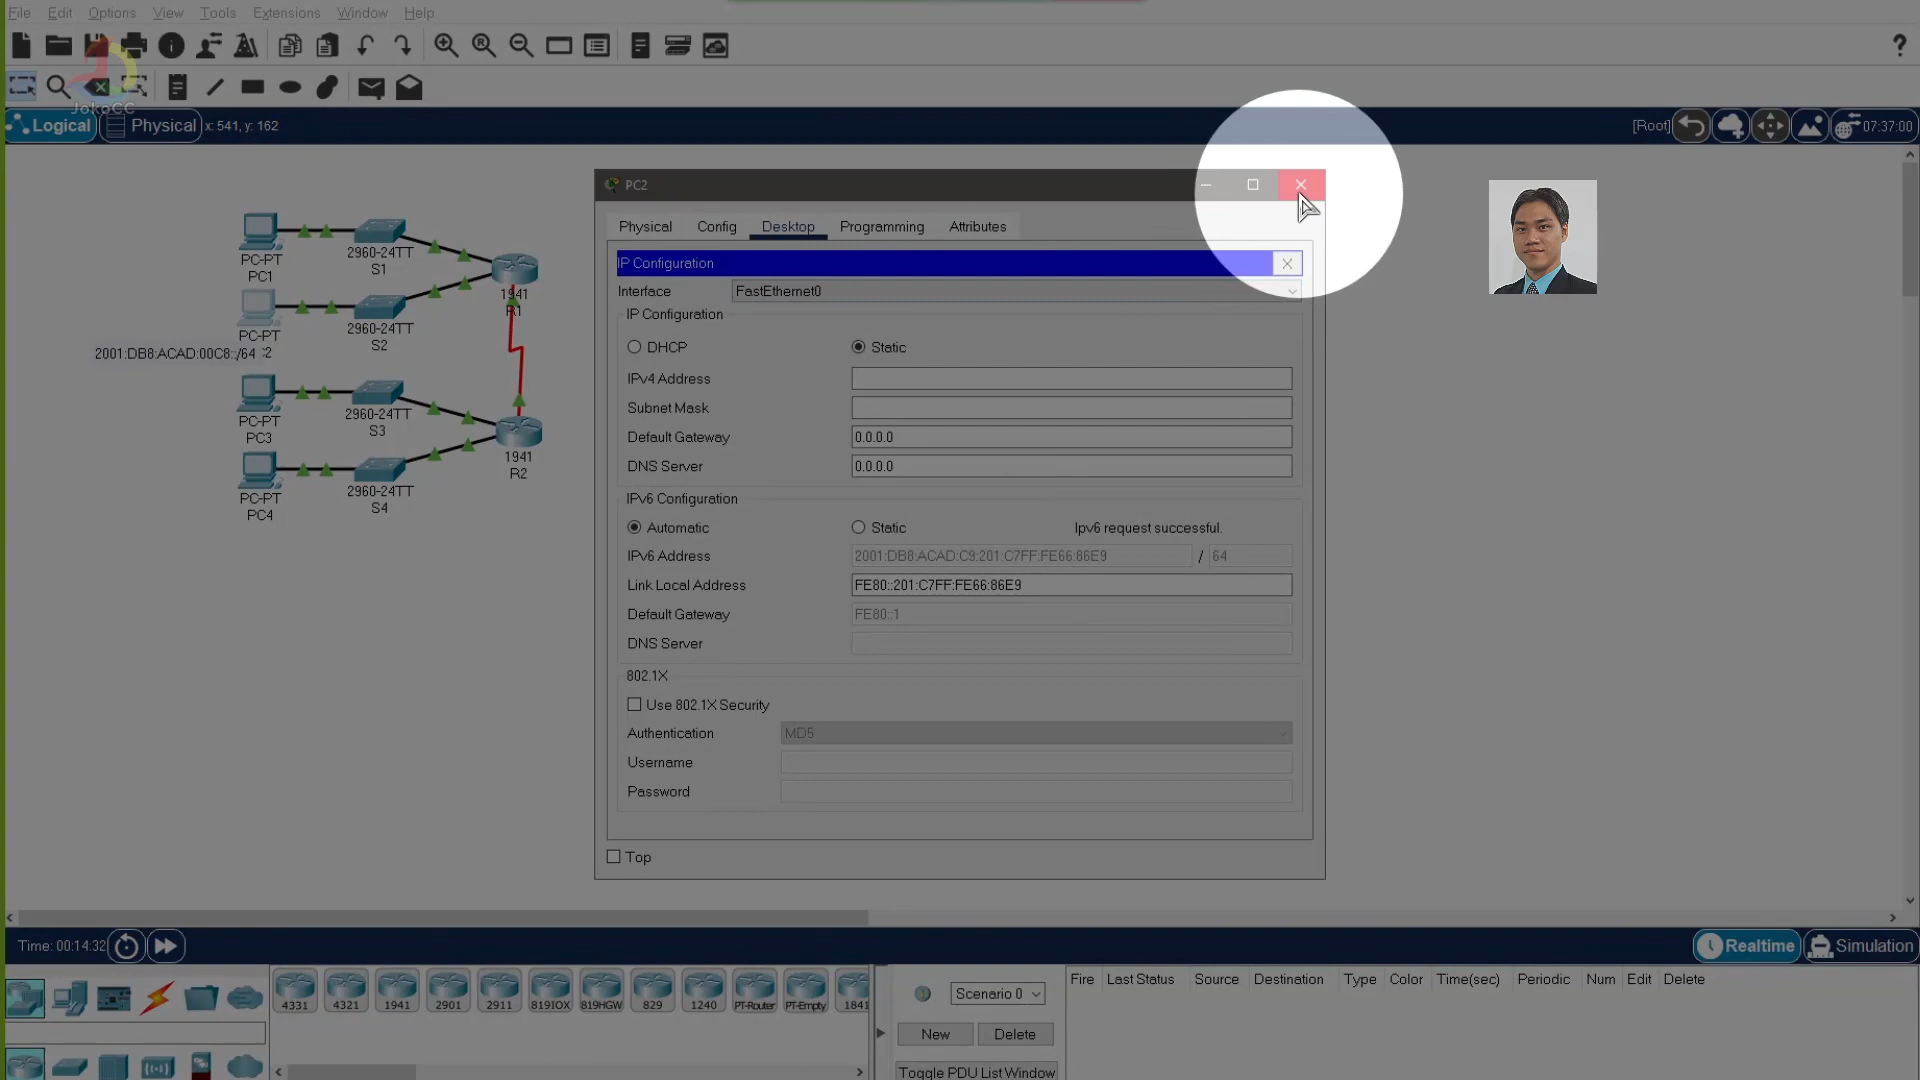 File Edit Options View Tools Extensions Window Help
?
JokoCC
Logical Physical x: 541, y: 162 [Root] 07:37:00
PC2
Physical Config Desktop Programming Attributes
IP Configuration
Interface FastEthernet0
IP Configuration
DHCP Static
IPv4 Address
Subnet Mask
Default Gateway 0.0.0.0
DNS Server 0.0.0.0
IPv6 Configuration
Automatic Static Ipv6 request successful.
IPv6 Address 2001:DB8:ACAD:C9:201:C7FF:FE66:86E9 / 64
Link Local Address FE80::201:C7FF:FE66:86E9
Default Gateway FE80::1
DNS Server
802.1X
Use 802.1X Security
Authentication MD5
Username
Password
Top
PC-PT
PC1
2960-24TT
S1
1941
R1
PC-PT
2001:DB8:ACAD:00C8::/64 :2
2960-24TT
S2
PC-PT
PC3
2960-24TT
S3
1941
R2
PC-PT
PC4
2960-24TT
S4
Time: 00:14:32 Realtime Simulation
4331 4321 1941 2901 2911 819IOX 819HGW 829 1240 PT-Router PT-Empty 1841
Scenario 0
New Delete
Toggle PDU List Window
Fire Last Status Source Destination Type Color Time(sec) Periodic Num Edit Delete